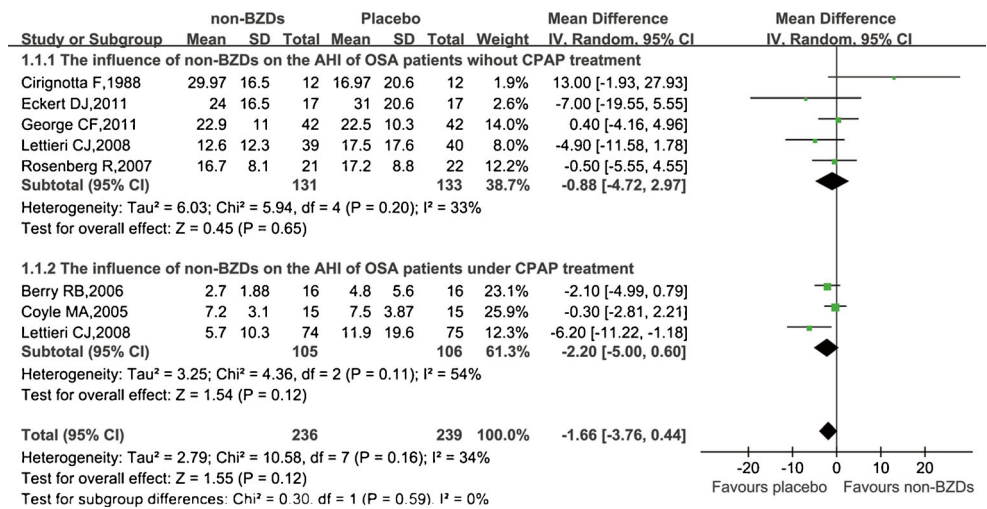 non-BZDs Placebo Mean Difference Mean Difference
Study or Subgroup Mean SD Total Mean SD Total Weight IV, Random, 95% CI IV, Random, 95% CI
1.1.1 The influence of non-BZDs on the AHI of OSA patients wihout CPAP treatment
Cirignotta F,1988 29.97 16.5 12 16.97 20.6 12 1.9% 13.00 [-1.93, 27.93]
Eckert DJ,2011 24 16.5 17 31 20.6 17 2.6% -7.00 [-19.55, 5.55]
George CF,2011 22.9 11 42 22.5 10.3 42 14.0% 0.40 [-4.16, 4.96]
Lettieri CJ,2008 12.6 12.3 39 17.5 17.6 40 8.0% -4.90 [-11.58, 1.78]
Rosenberg R,2007 16.7 8.1 21 17.2 8.8 22 12.2% -0.50 [-5.55, 4.55]
Subtotal (95% CI) 131 133 38.7% -0.88 [-4.72, 2.97]
Heterogeneity: Tau² = 6.03; Chi² = 5.94, df = 4 (P = 0.20); I² = 33%
Test for overall effect: Z = 0.45 (P = 0.65)
1.1.2 The influence of non-BZDs on the AHI of OSA patients under CPAP treatment
Berry RB,2006 2.7 1.88 16 4.8 5.6 16 23.1% -2.10 [-4.99, 0.79]
Coyle MA,2005 7.2 3.1 15 7.5 3.87 15 25.9% -0.30 [-2.81, 2.21]
Lettieri CJ,2008 5.7 10.3 74 11.9 19.6 75 12.3% -6.20 [-11.22, -1.18]
Subtotal (95% CI) 105 106 61.3% -2.20 [-5.00, 0.60]
Heterogeneity: Tau² = 3.25; Chi² = 4.36, df = 2 (P = 0.11); I² = 54%
Test for overall effect: Z = 1.54 (P = 0.12)
Total (95% CI) 236 239 100.0% -1.66 [-3.76, 0.44]
Heterogeneity: Tau² = 2.79; Chi² = 10.58, df = 7 (P = 0.16); I² = 34%
Test for overall effect: Z = 1.55 (P = 0.12)
Test for subgroup differences: Chi² = 0.30. df = 1 (P = 0.59). I² = 0%
-20 -10 0 10 20
Favours placebo Favours non-BZDs